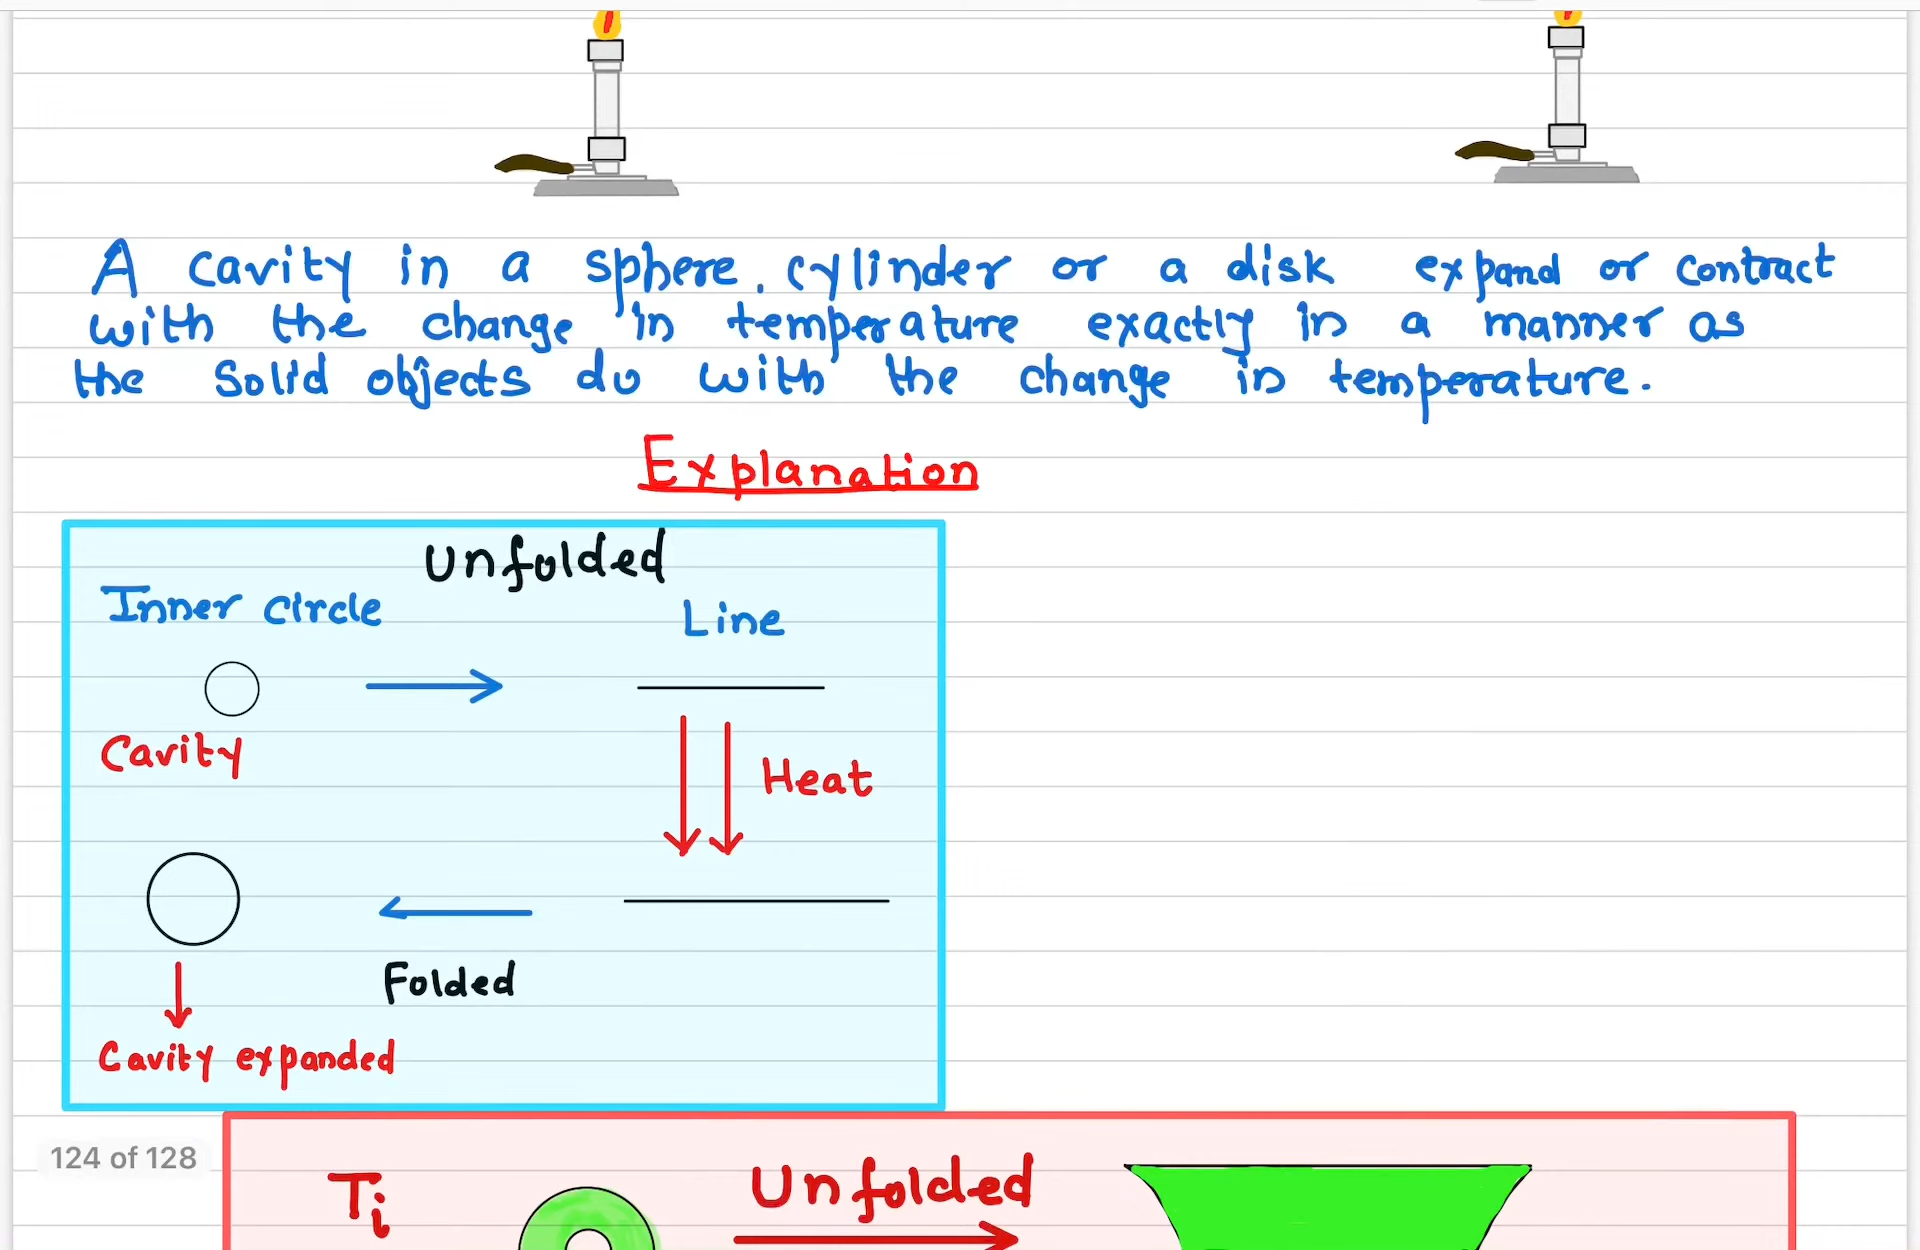 A cavity in a sphere, cylinder or a disk expand or contract
with the change in temperature exactly in a manner as
the solid objects do with the change in temperature.
Explanation
Unfolded
Inner circle
Line
Cavity
Heat
Folded
Cavity expanded
124 of 128
Ti
Unfolded